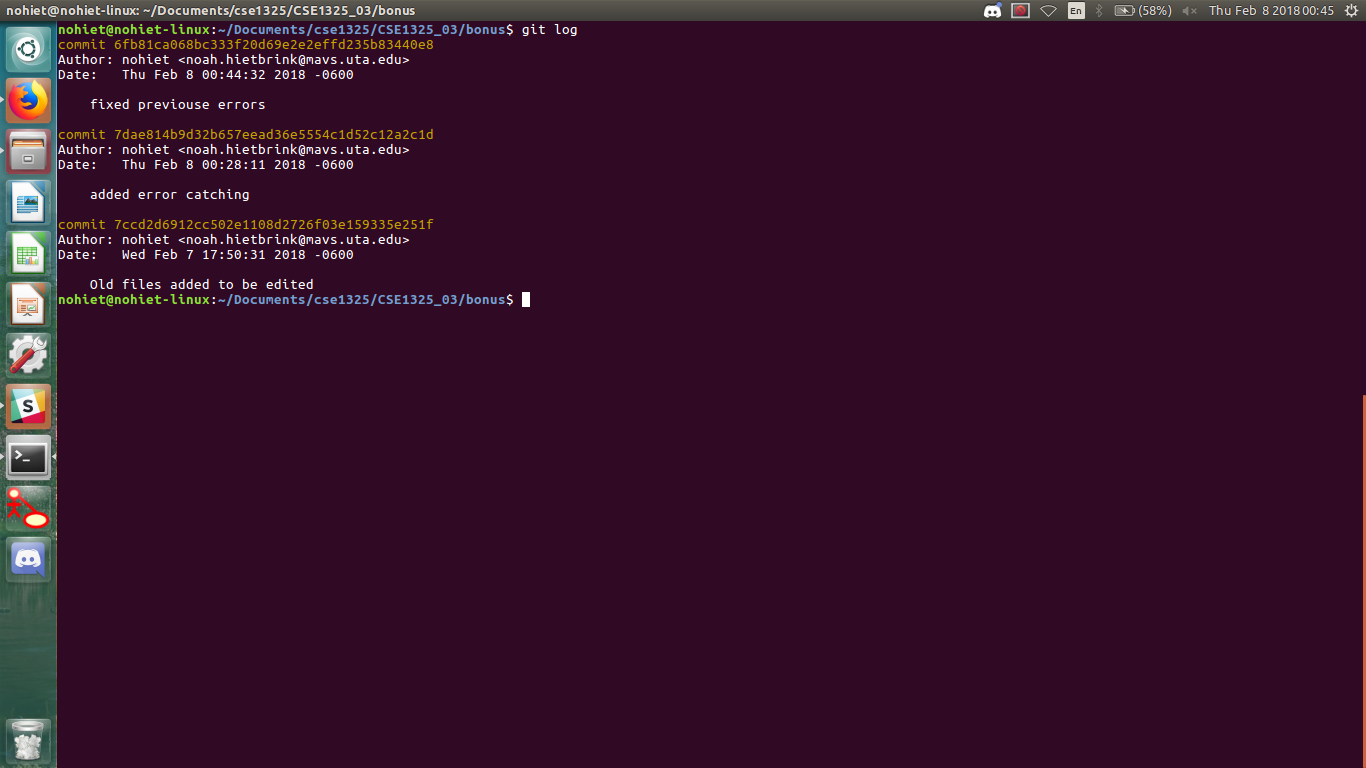 nohiet@nohiet-linux: ~/Documents/cse1325/CSE1325_03/bonus
En
(58%)
Thu Feb 8 2018 00:45
nohiet@nohiet-linux:~/Documents/cse1325/CSE1325_03/bonus$ git log
commit 6fb81ca068bc333f20d69e2e2effd235b83440e8
Author: nohiet <noah.hietbrink@mavs.uta.edu>
Date:   Thu Feb 8 00:44:32 2018 -0600
fixed previouse errors
commit 7dae814b9d32b657eead36e5554c1d52c12a2c1d
Author: nohiet <noah.hietbrink@mavs.uta.edu>
Date:   Thu Feb 8 00:28:11 2018 -0600
added error catching
commit 7ccd2d6912cc502e1108d2726f03e159335e251f
Author: nohiet <noah.hietbrink@mavs.uta.edu>
Date:   Wed Feb 7 17:50:31 2018 -0600
Old files added to be edited
nohiet@nohiet-linux:~/Documents/cse1325/CSE1325_03/bonus$
S
>_